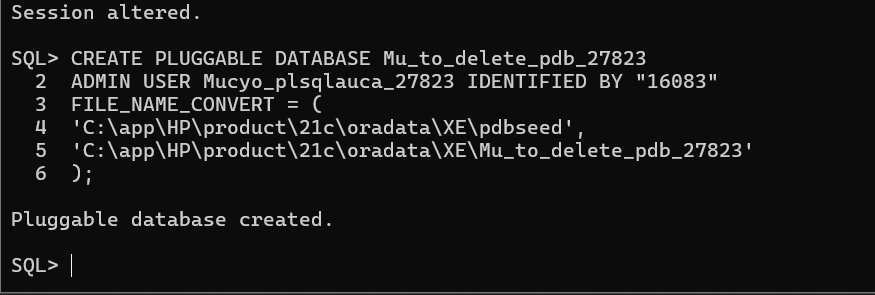 Session altered.
SQL> CREATE PLUGGABLE DATABASE Mu_to_delete_pdb_27823
2 ADMIN USER Mucyo_plsqlauca_27823 IDENTIFIED BY "16083"
3 FILE_NAME_CONVERT = (
4 'C:\app\HP\product\21c\oradata\XE\pdbseed',
5 'C:\app\HP\product\21c\oradata\XE\Mu_to_delete_pdb_27823'
6 );
Pluggable database created.
SQL>